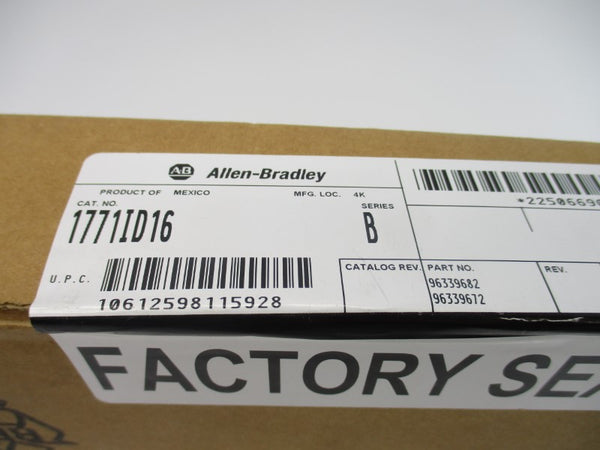 AB Allen-Bradley
PRODUCT OF MEXICO MFG. LOC. 4K
CAT. NO. SERIES
1771ID16 B
U.P.C.
10612598115928
CATALOG REV. PART NO. REV.
96339682
96339672
FACTORY